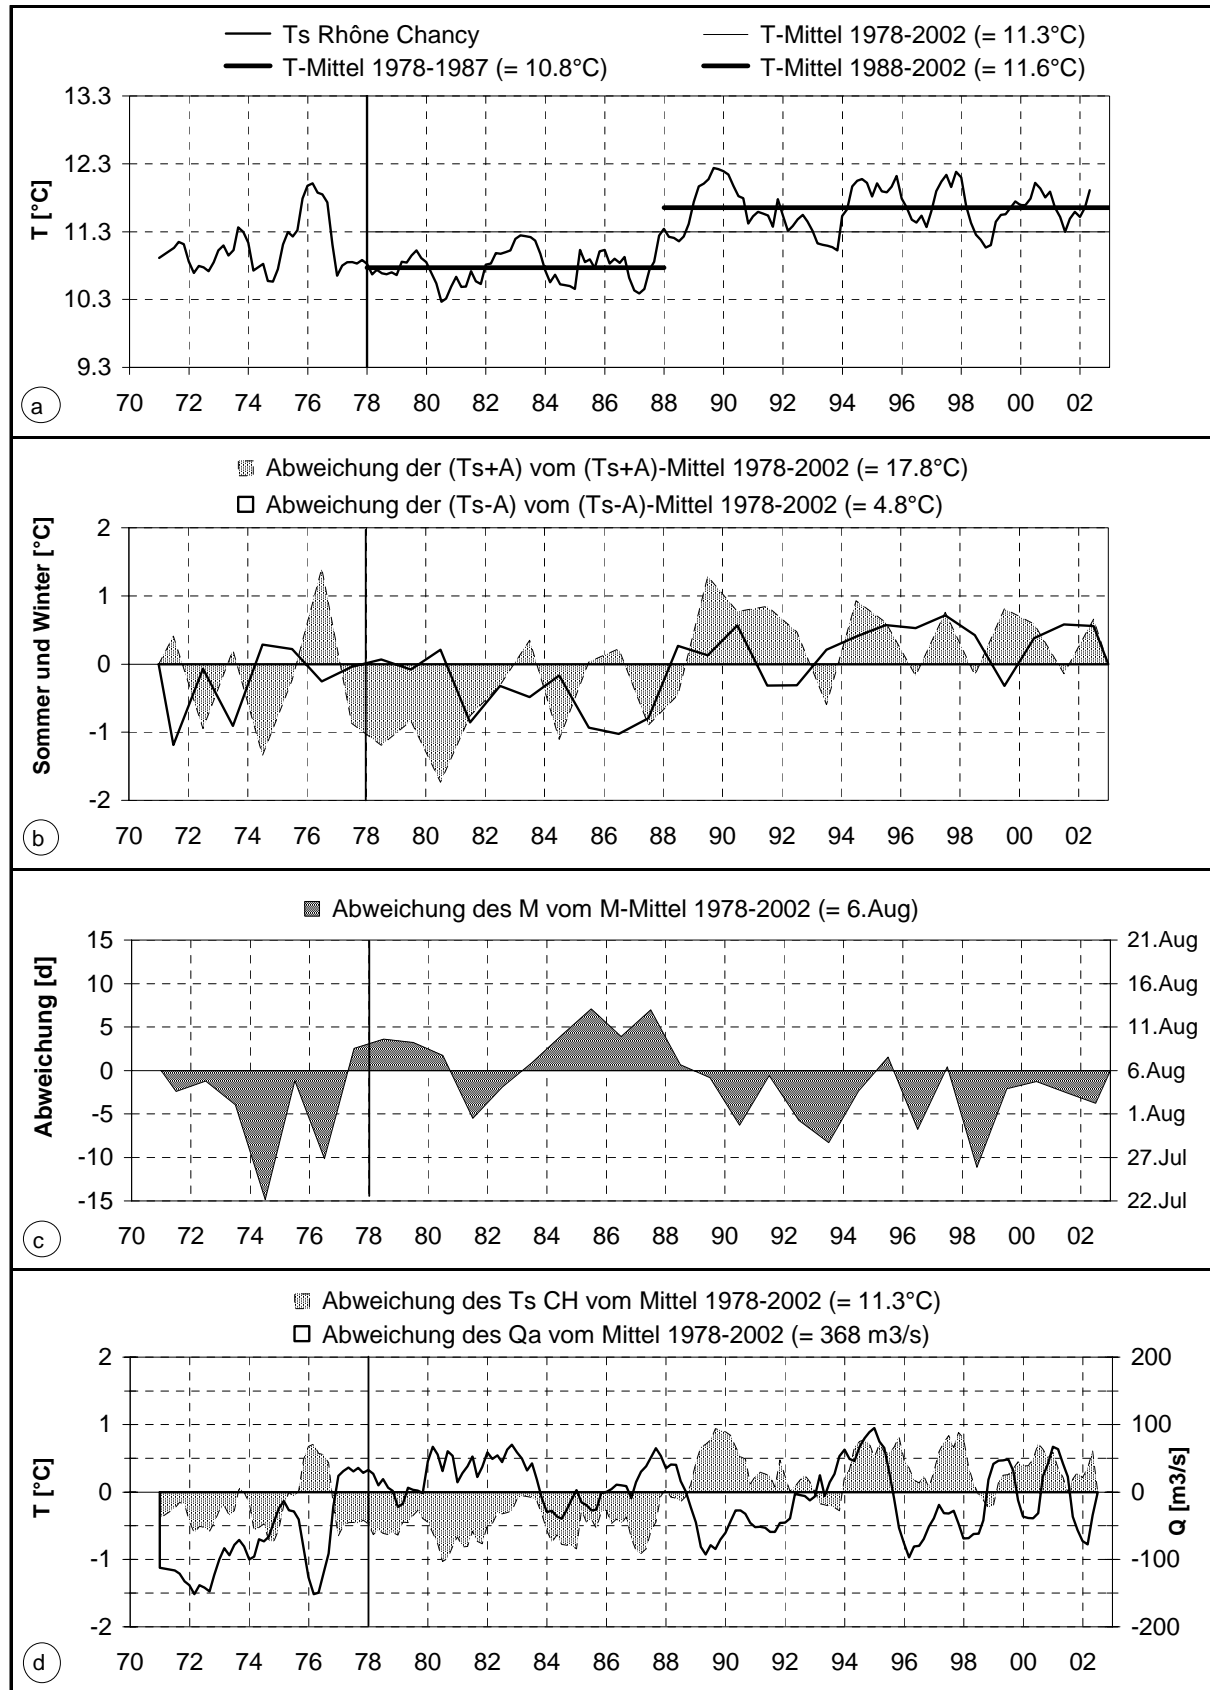 Ts Rhône Chancy T-Mittel 1978-2002 (= 11.3°C)
T-Mittel 1978-1987 (= 10.8°C) T-Mittel 1988-2002 (= 11.6°C)
13.3
12.3
11.3
10.3
9.3
T [°C]
70 72 74 76 78 80 82 84 86 88 90 92 94 96 98 00 02
a
Abweichung der (Ts+A) vom (Ts+A)-Mittel 1978-2002 (= 17.8°C)
Abweichung der (Ts-A) vom (Ts-A)-Mittel 1978-2002 (= 4.8°C)
2
1
0
-1
-2
Sommer und Winter [°C]
70 72 74 76 78 80 82 84 86 88 90 92 94 96 98 00 02
b
Abweichung des M vom M-Mittel 1978-2002 (= 6.Aug)
15 21.Aug
10 16.Aug
5 11.Aug
0 6.Aug
-5 1.Aug
-10 27.Jul
-15 22.Jul
Abweichung [d]
70 72 74 76 78 80 82 84 86 88 90 92 94 96 98 00 02
c
Abweichung des Ts CH vom Mittel 1978-2002 (= 11.3°C)
Abweichung des Qa vom Mittel 1978-2002 (= 368 m3/s)
2 200
1 100
0 0
-1 -100
-2 -200
T [°C]
Q [m3/s]
70 72 74 76 78 80 82 84 86 88 90 92 94 96 98 00 02
d